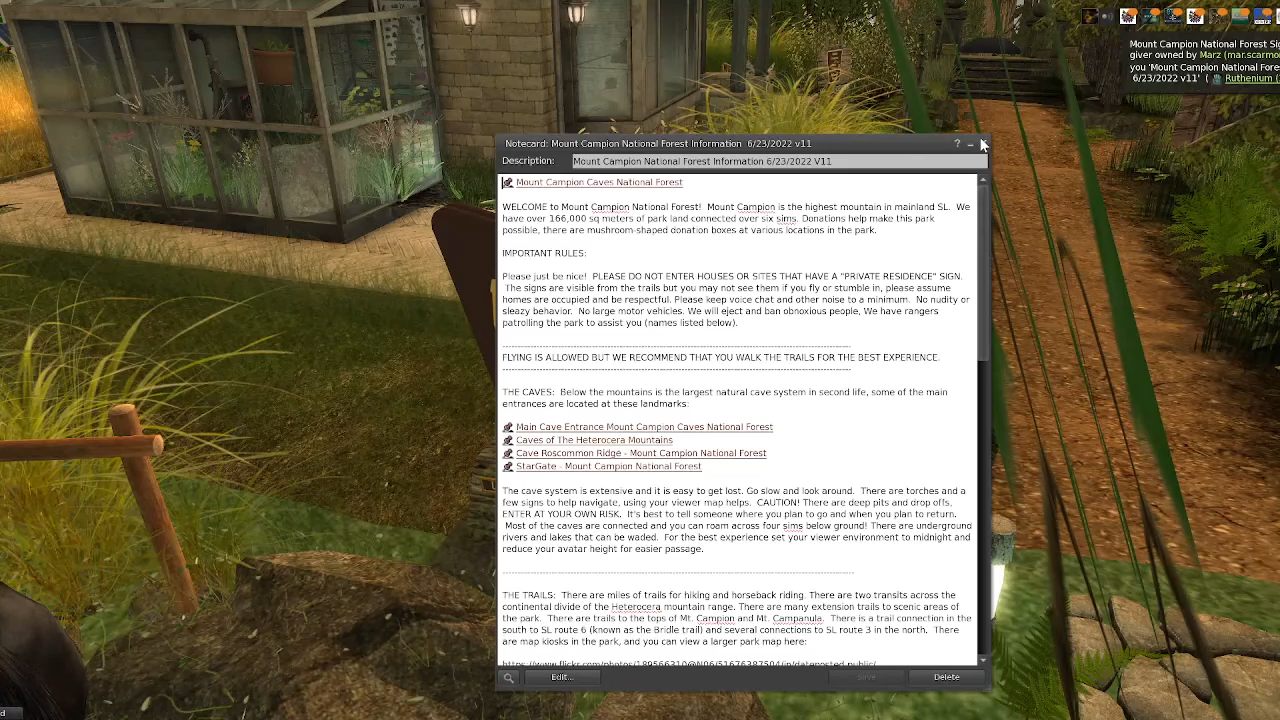 Mount Campion National Forest
giver owned by Marz
you 'Mount Campion National
6/23/2022 v11' ( Ruthenium
Notecard: Mount Campion National Forest Information 6/23/2022 v11
? _
Description: Mount Campion National Forest Information 6/23/2022 V11
Mount Campion Caves National Forest
WELCOME to Mount Campion National Forest! Mount Campion is the highest mountain in mainland SL. We
have over 166,000 sq meters of park land connected over six sims. Donations help make this park
possible, there are mushroom-shaped donation boxes at various locations in the park.
IMPORTANT RULES:
Please just be nice! PLEASE DO NOT ENTER HOUSES OR SITES THAT HAVE A "PRIVATE RESIDENCE" SIGN.
The signs are visible from the trails but you may not see them if you fly or stumble in, please assume
homes are occupied and be respectful. Please keep voice chat and other noise to a minimum. No nudity or
sleazy behavior. No large motor vehicles. We will eject and ban obnoxious people, We have rangers
patrolling the park to assist you (names listed below).
FLYING IS ALLOWED BUT WE RECOMMEND THAT YOU WALK THE TRAILS FOR THE BEST EXPERIENCE.
THE CAVES: Below the mountains is the largest natural cave system in second life, some of the main
entrances are located at these landmarks:
Main Cave Entrance Mount Campion Caves National Forest
Caves of The Heterocera Mountains
Cave Roscommon Ridge - Mount Campion National Forest
StarGate - Mount Campion National Forest
The cave system is extensive and it is easy to get lost. Go slow and look around. There are torches and a
few signs to help navigate, using your viewer map helps. CAUTION! There are deep pits and drop offs,
ENTER AT YOUR OWN RISK. It's best to tell someone where you plan to go and when you plan to return.
Most of the caves are connected and you can roam across four sims below ground! There are underground
rivers and lakes that can be waded. For the best experience set your viewer environment to midnight and
reduce your avatar height for easier passage.
THE TRAILS: There are miles of trails for hiking and horseback riding. There are two transits across the
continental divide of the Heterocera mountain range. There are many extension trails to scenic areas of
the park. There are trails to the tops of Mt. Campion and Mt. Campanula. There is a trail connection in the
south to SL route 6 (known as the Bridle trail) and several connections to SL route 3 in the north. There
are map kiosks in the park, and you can view a larger park map here:
Edit... Save Delete